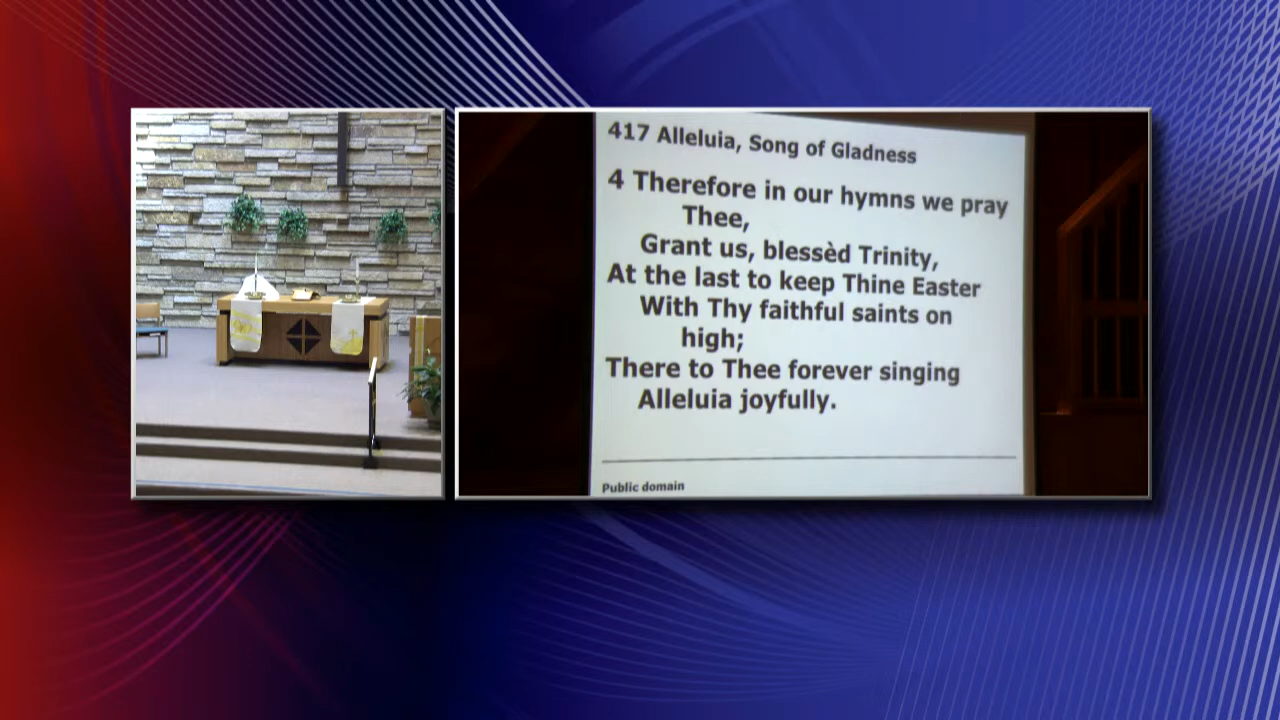 417 Alleluia, Song of Gladness
4 Therefore in our hymns we pray
Thee,
Grant us, blessèd Trinity,
At the last to keep Thine Easter
With Thy faithful saints on
high;
There to Thee forever singing
Alleluia joyfully.
Public domain